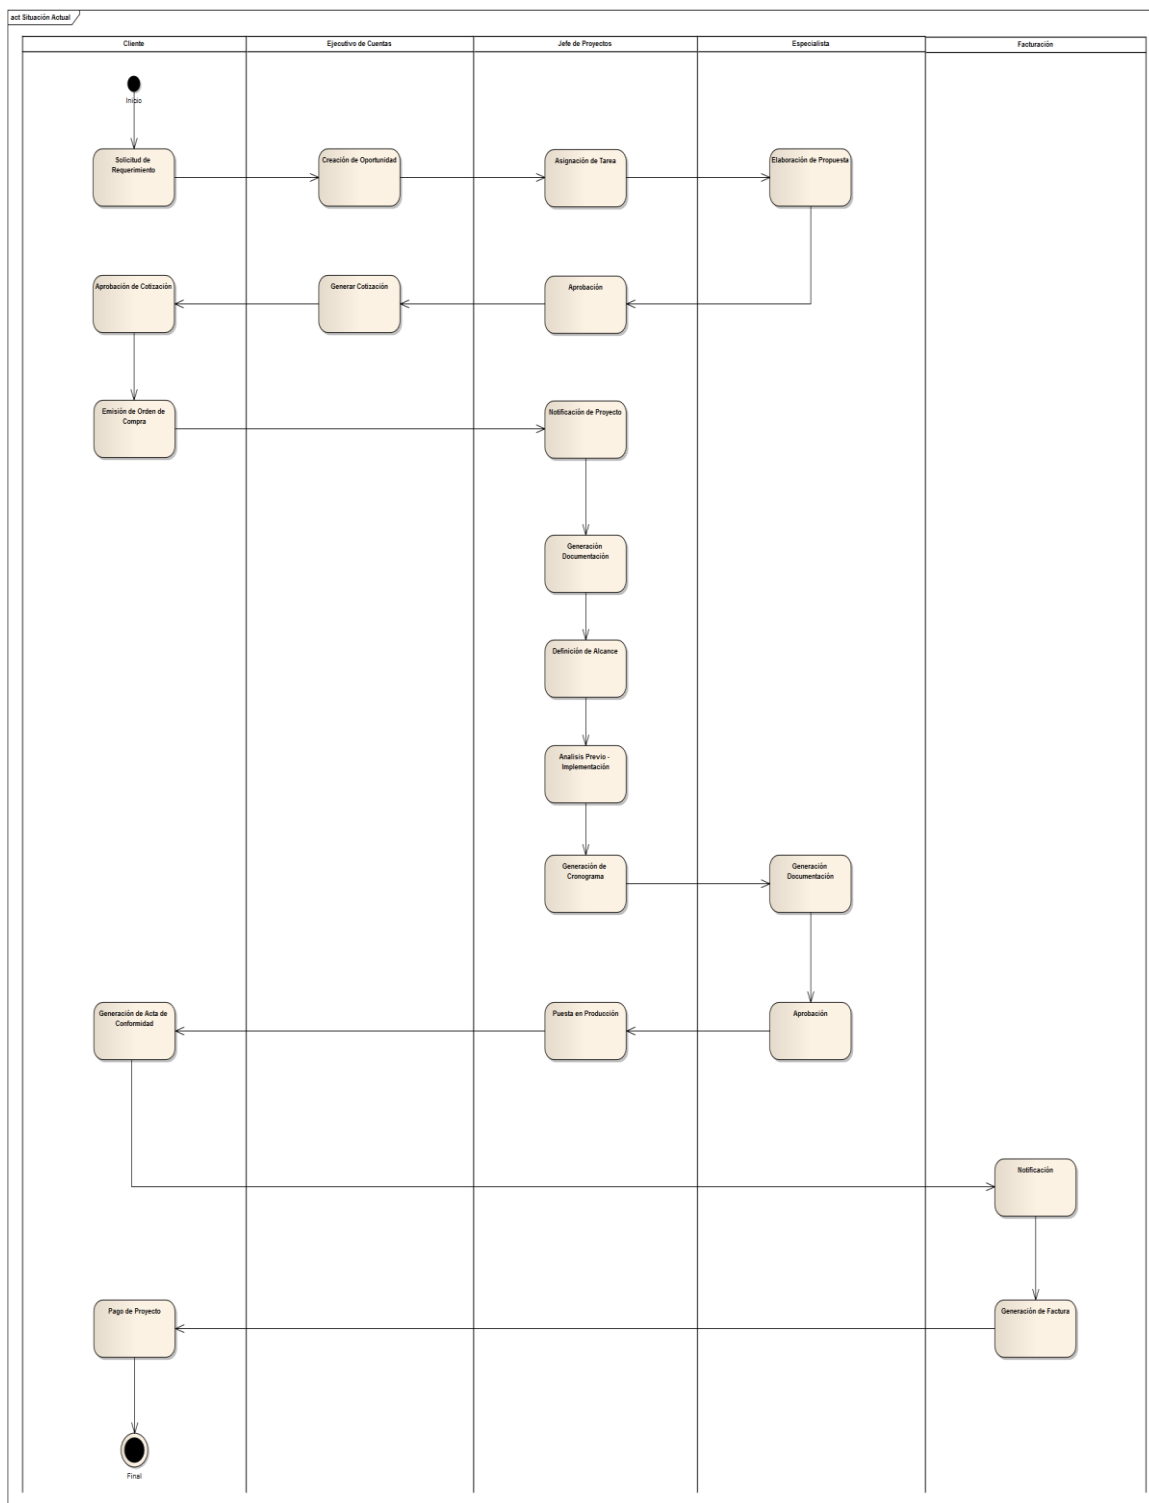 act Situación Actual
Cliente
Ejecutivo de Cuentas
Jefe de Proyectos
Especialista
Facturación
Inicio
Solicitud de
Requerimiento
Creación de Oportunidad
Asignación de Tarea
Elaboración de Propuesta
Aprobación de Cotización
Generar Cotización
Aprobación
Emisión de Orden de
Compra
Notificación de Proyecto
Generación
Documentación
Definición de Alcance
Analisis Previo -
Implementación
Generación de
Cronograma
Generación
Documentación
Generación de Acta de
Conformidad
Puesta en Producción
Aprobación
Notificación
Pago de Proyecto
Generación de Factura
Final